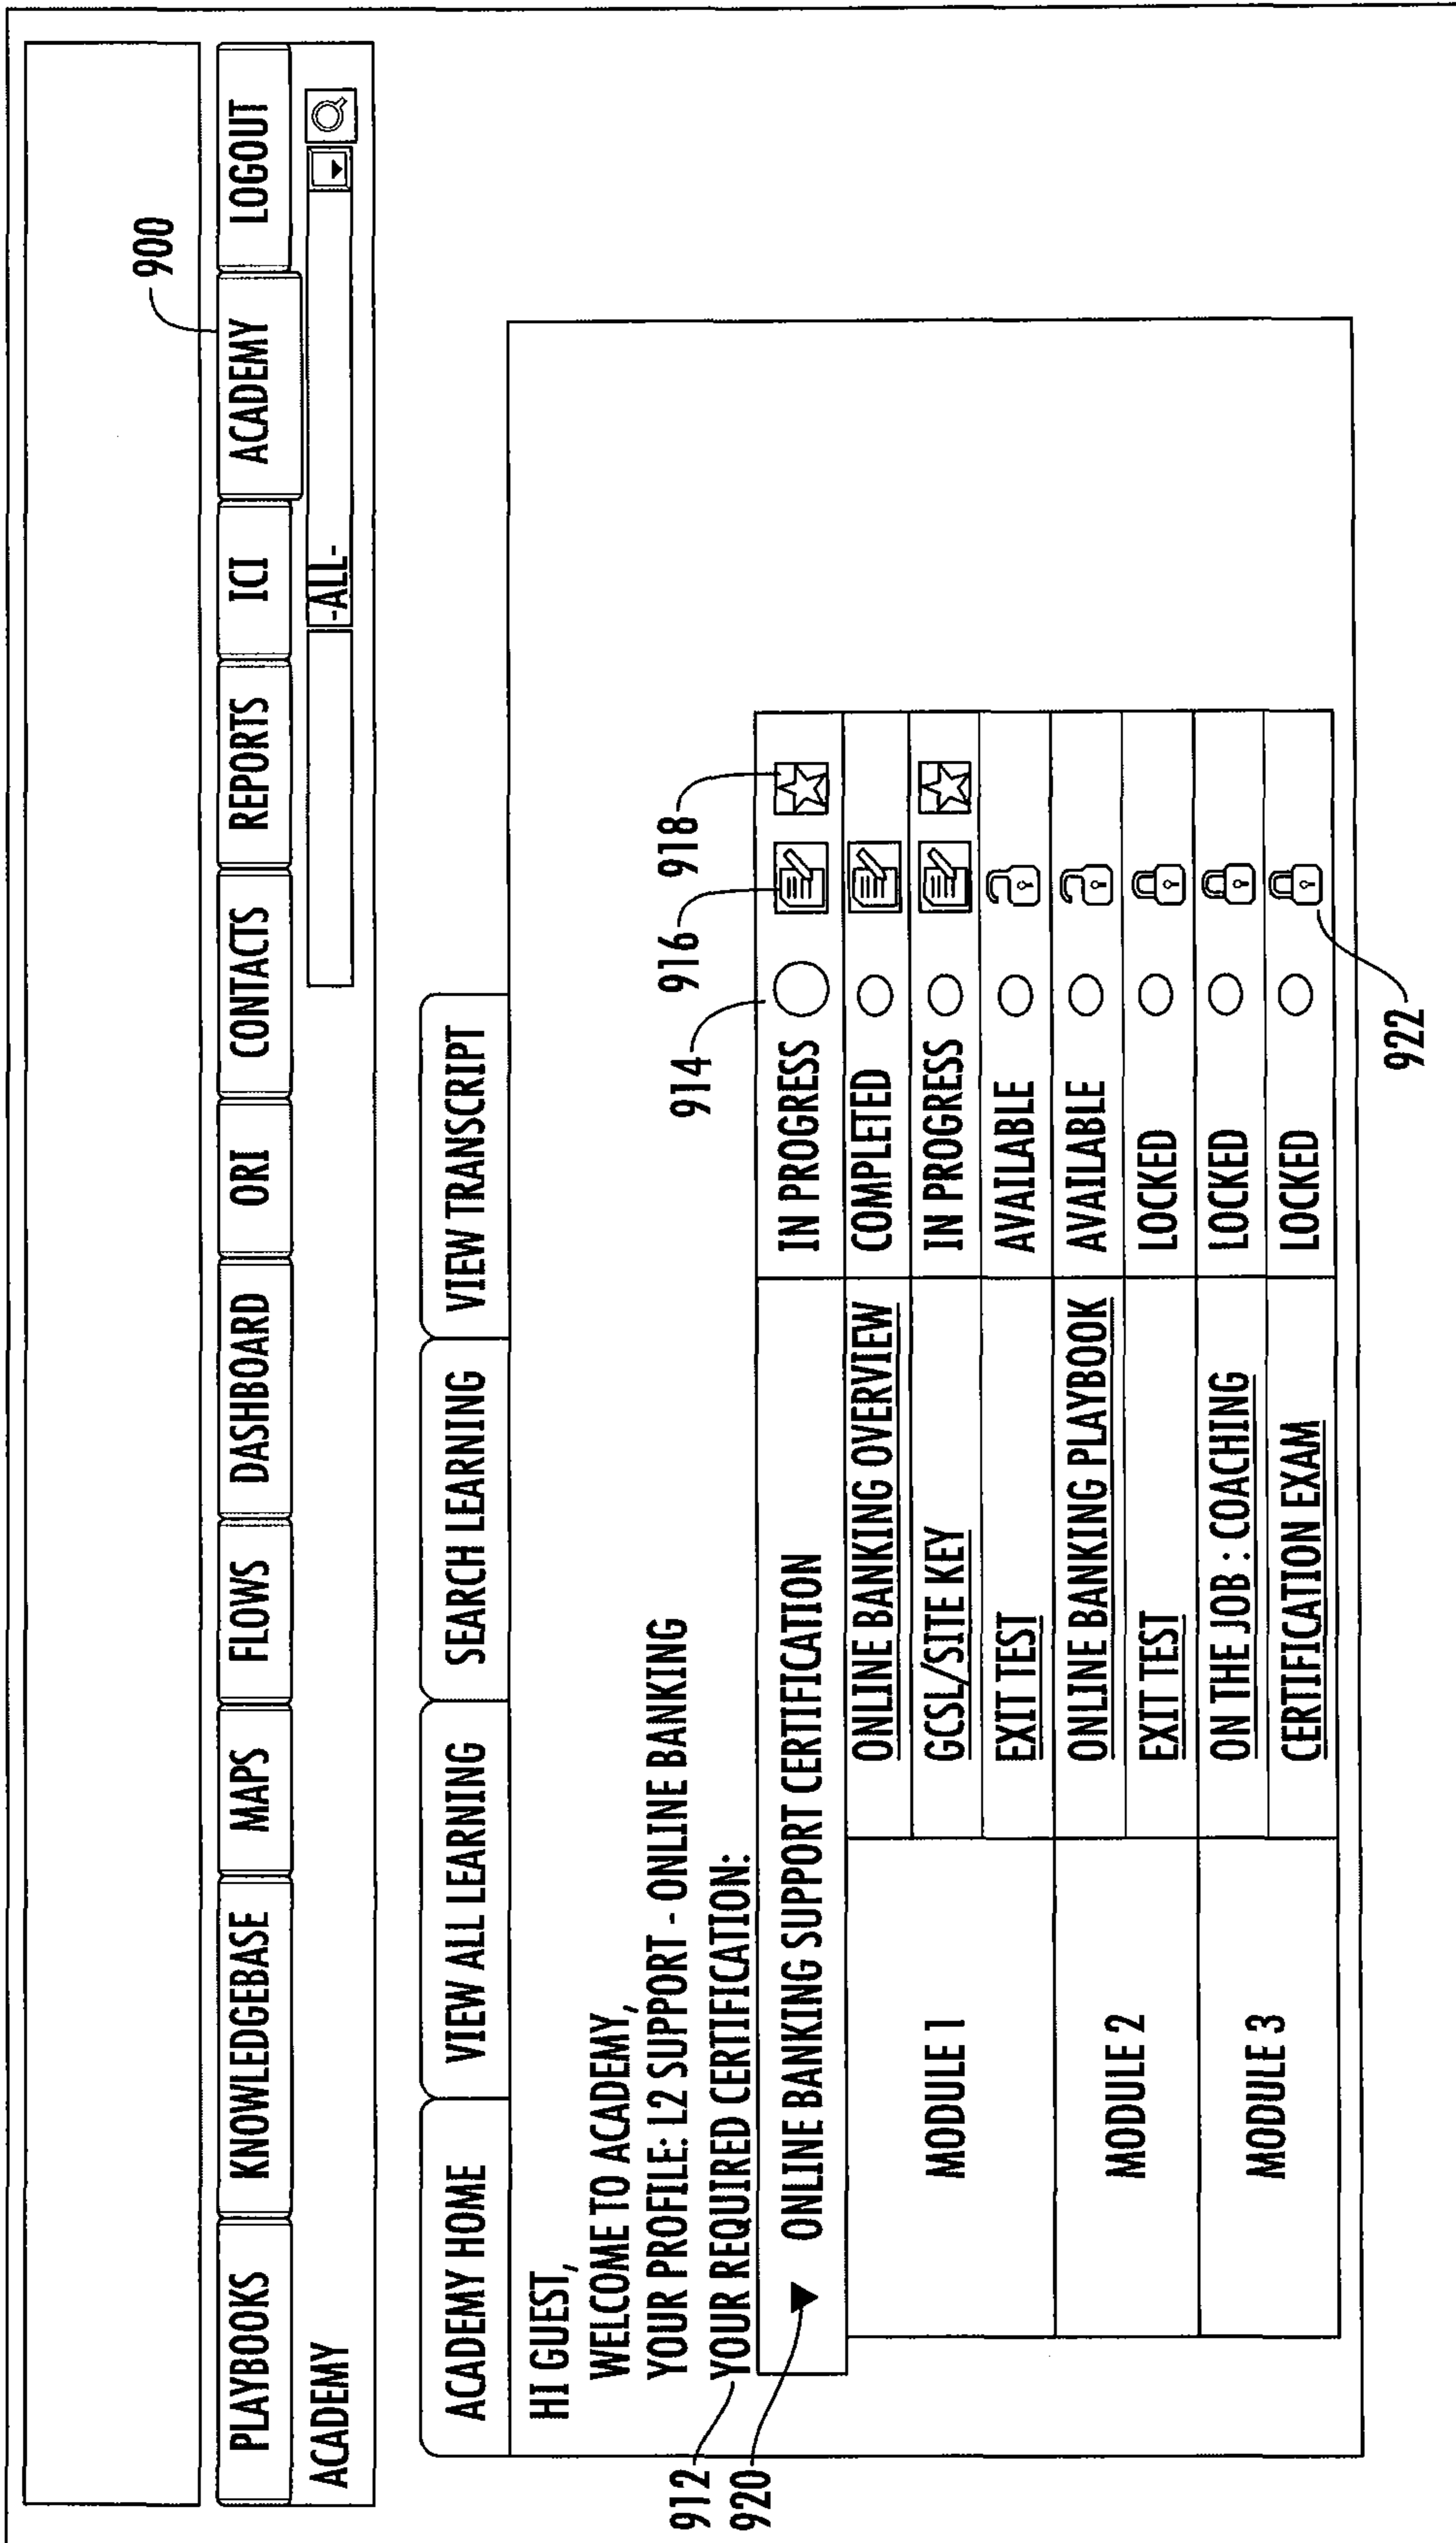 900
PLAYBOOKS KNOWLEDGEBASE MAPS FLOWS DASHBOARD ORI CONTACTS REPORTS ICI ACADEMY LOGOUT
ACADEMY -ALL-
ACADEMY HOME VIEW ALL LEARNING SEARCH LEARNING VIEW TRANSCRIPT
HI GUEST,
WELCOME TO ACADEMY,
YOUR PROFILE: L2 SUPPORT - ONLINE BANKING
912 YOUR REQUIRED CERTIFICATION: 914 916 918
920 ONLINE BANKING SUPPORT CERTIFICATION IN PROGRESS
MODULE 1 ONLINE BANKING OVERVIEW COMPLETED
GCSL/SITE KEY IN PROGRESS
EXIT TEST AVAILABLE
MODULE 2 ONLINE BANKING PLAYBOOK AVAILABLE
EXIT TEST LOCKED
MODULE 3 ON THE JOB : COACHING LOCKED
CERTIFICATION EXAM LOCKED
922